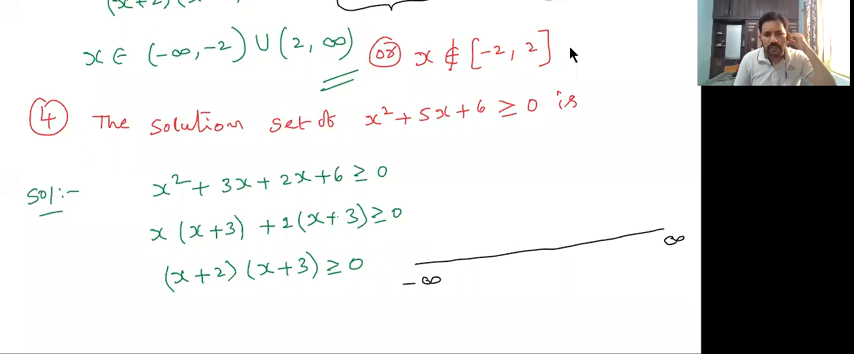 (x+2)(x
x ∈ (-∞, -2) ∪ (2, ∞) (or) x ∉ [-2, 2]
④ The solution set of x² + 5x + 6 ≥ 0 is
Sol:- x² + 3x + 2x + 6 ≥ 0
x (x+3) + 2(x+3) ≥ 0
(x+2) (x+3) ≥ 0
-∞ ∞